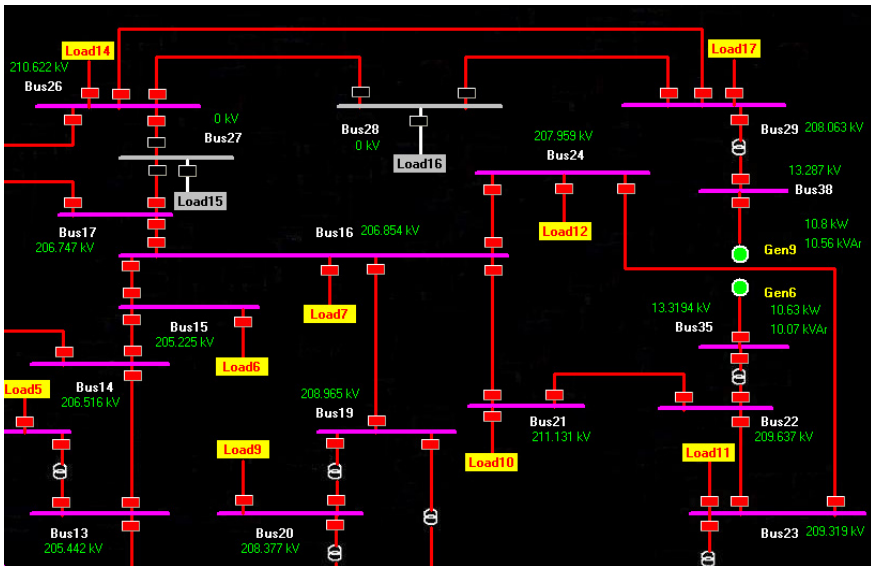 Load14
Load17
210.622 kV
Bus26
0 kV
Bus27
Bus28
0 kV
207.959 kV
Bus24
Bus29
208.063 kV
Load16
13.287 kV
Bus38
Load15
Bus17
206.747 kV
Bus16
206.854 kV
Load12
10.8 kW
10.56 kVAr
Gen9
Gen6
Load7
13.3194 kV
Bus35
10.63 kW
10.07 kVAr
Bus15
205.225 kV
Load6
Bus14
206.516 kV
Load5
208.965 kV
Bus19
Bus21
211.131 kV
Bus22
209.637 kV
Load9
Load10
Load11
Bus13
205.442 kV
Bus20
208.377 kV
Bus23
209.319 kV